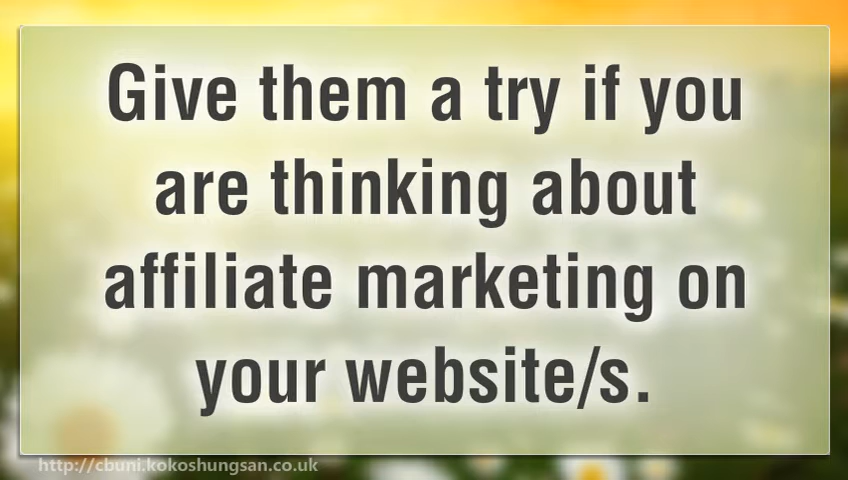 Give them a try if you
are thinking about
affiliate marketing on
your website/s.
http://cbuni.kokoshungsan.co.uk